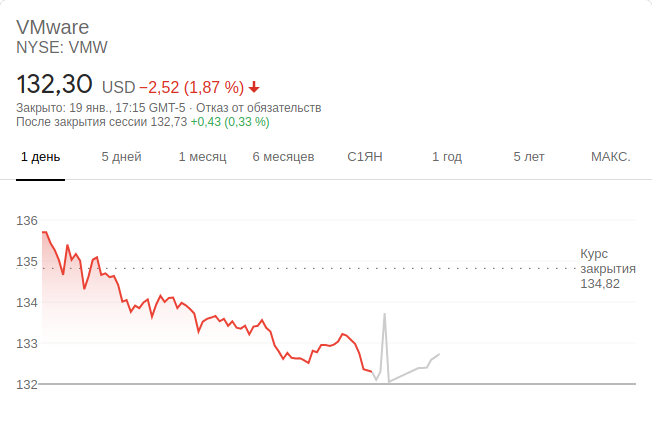 VMware
NYSE: VMW
132,30 USD −2,52 (1,87 %)
Закрыто: 19 янв., 17:15 GMT-5 · Отказ от обязательств
После закрытия сессии 132,73 +0,43 (0,33 %)
1 день 5 дней 1 месяц 6 месяцев С1ЯН 1 год 5 лет МАКС.
136
135
134
133
132
Курс
закрытия
134,82